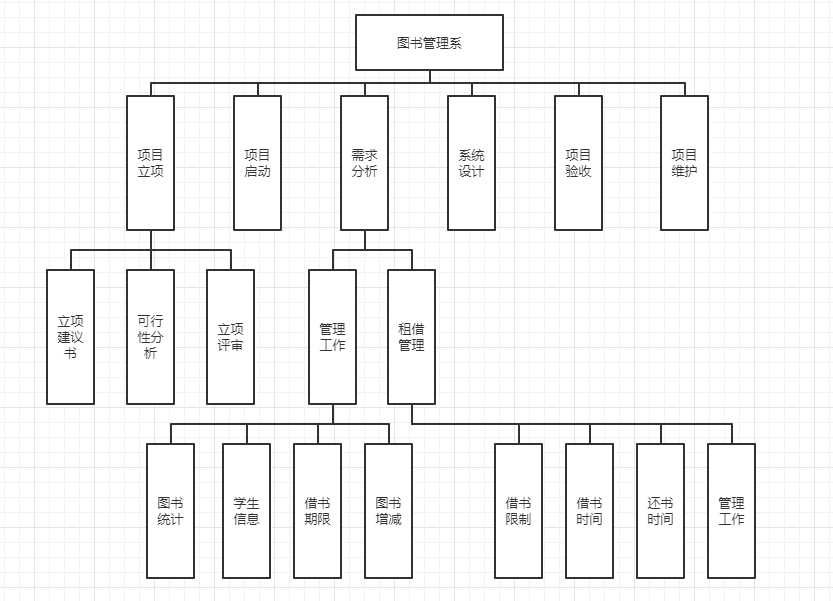 图书管理系
项目
立项
项目
启动
需求
分析
系统
设计
项目
验收
项目
维护
立项
建议
书
可行
性分
析
立项
评审
管理
工作
租借
管理
图书
统计
学生
信息
借书
期限
图书
增减
借书
限制
借书
时间
还书
时间
管理
工作